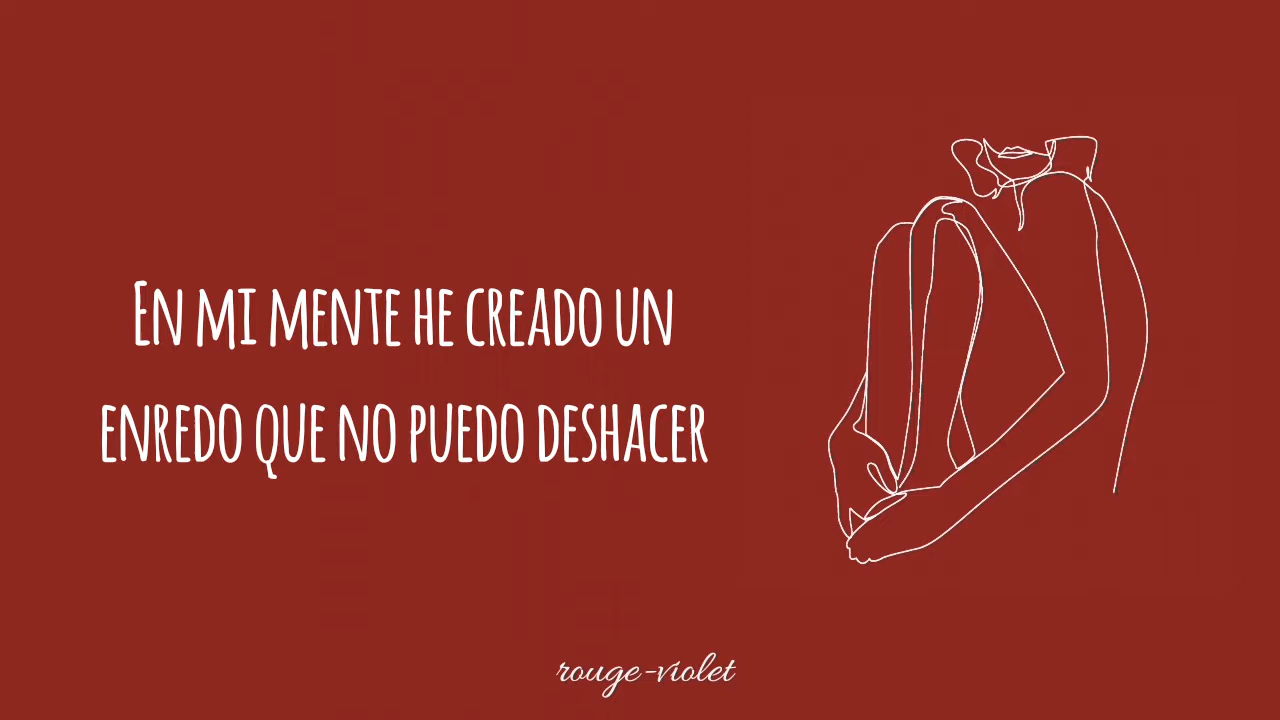 En mi mente he creado un
enredo que no puedo deshacer
rouge-violet